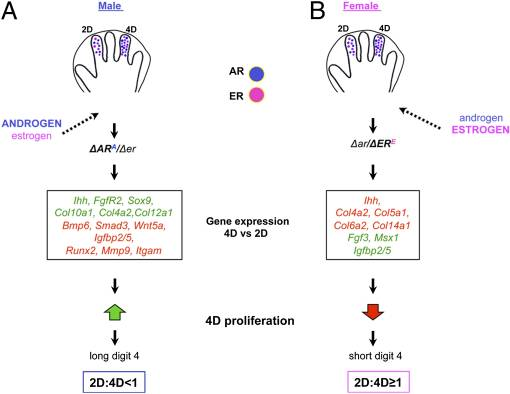 A
Male
2D
4D
ANDROGEN
estrogen
ΔARᴬ/Δer
Ihh, FgfR2, Sox9,
Col10a1, Col4a2,Col12a1
Bmp6, Smad3, Wnt5a,
Igfbp2/5,
Runx2, Mmp9, Itgam
long digit 4
2D:4D<1
AR
ER
Gene expression
4D vs 2D
4D proliferation
B
Female
2D
4D
androgen
ESTROGEN
Δar/ΔERᴱ
Ihh,
Col4a2, Col5a1,
Col6a2, Col14a1
Fgf3, Msx1
Igfbp2/5
short digit 4
2D:4D≥1